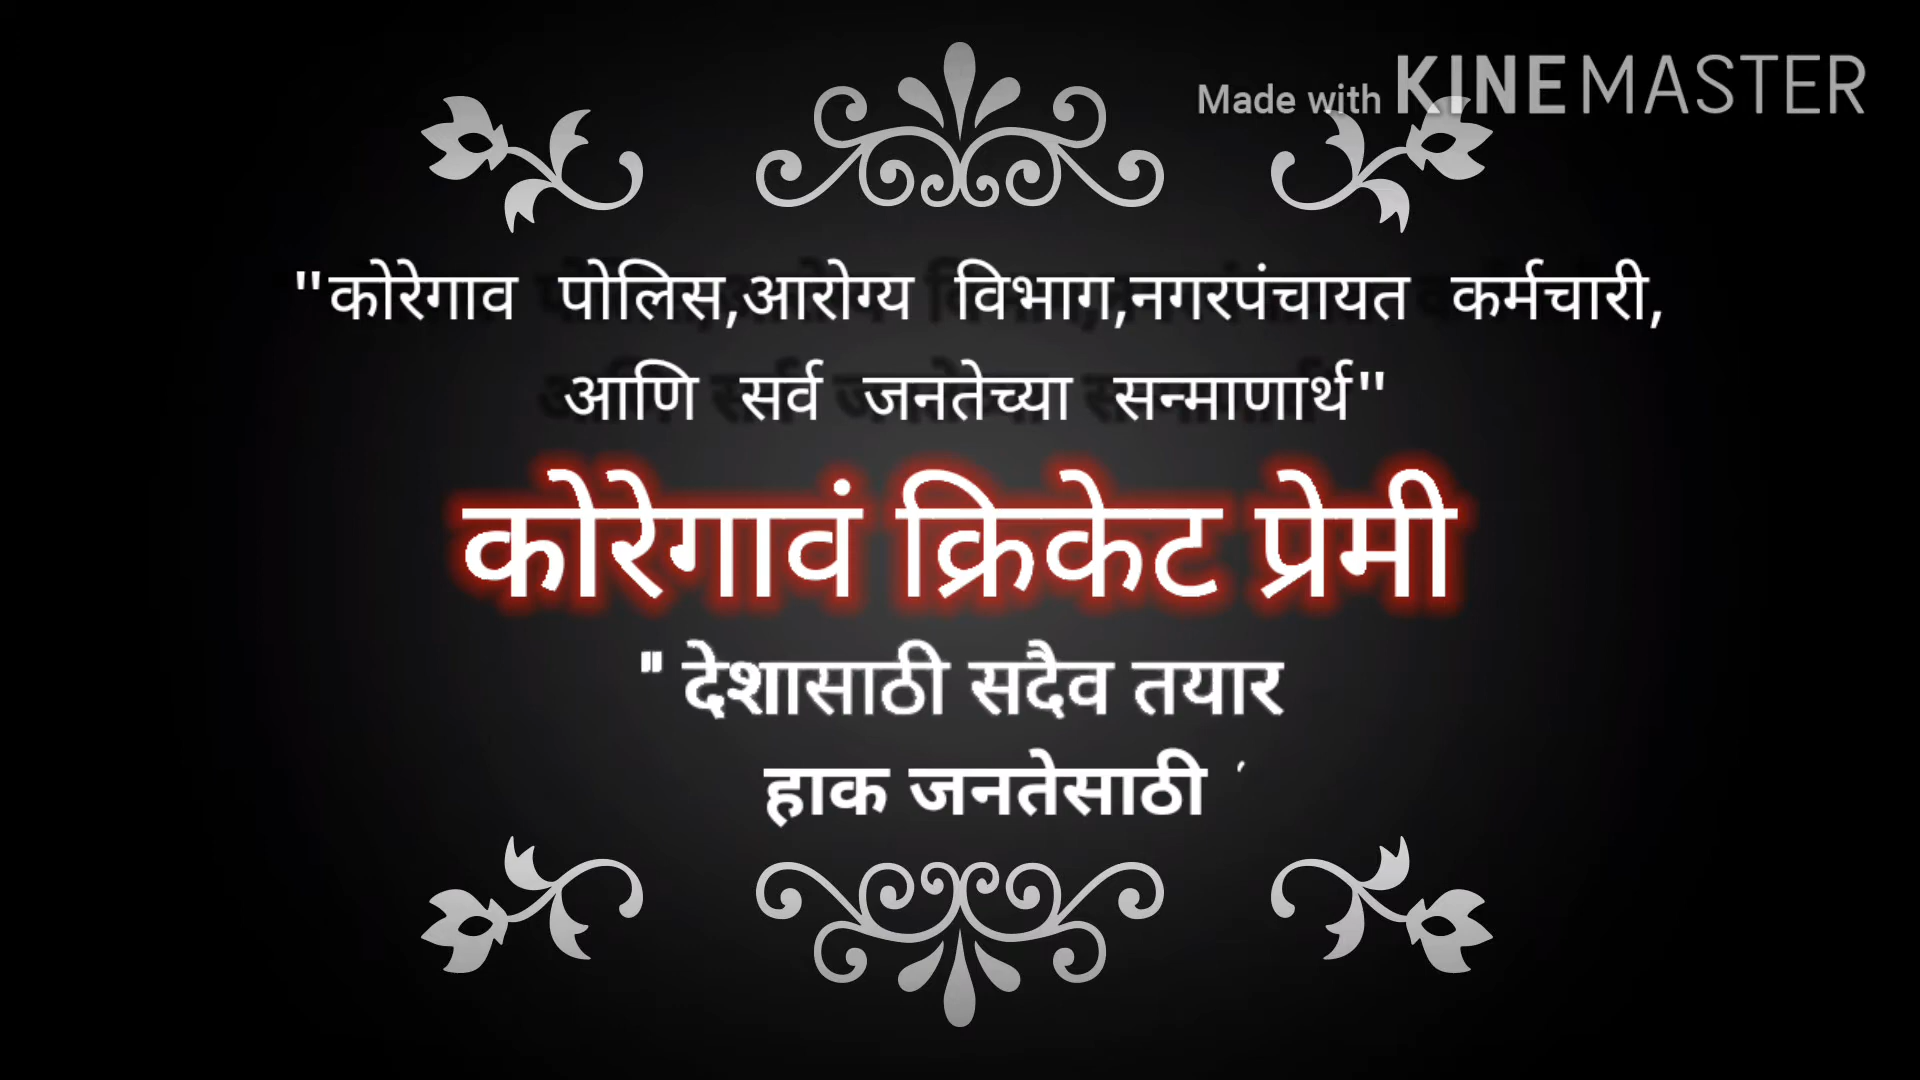 Made with KINEMASTER
"कोरेगाव पोलिस,आरोग्य विभाग,नगरपंचायत कर्मचारी,
आणि सर्व जनतेच्या सन्माणार्थ"
कोरेगावं क्रिकेट प्रेमी
" देशासाठी सदैव तयार
हाक जनतेसाठी '